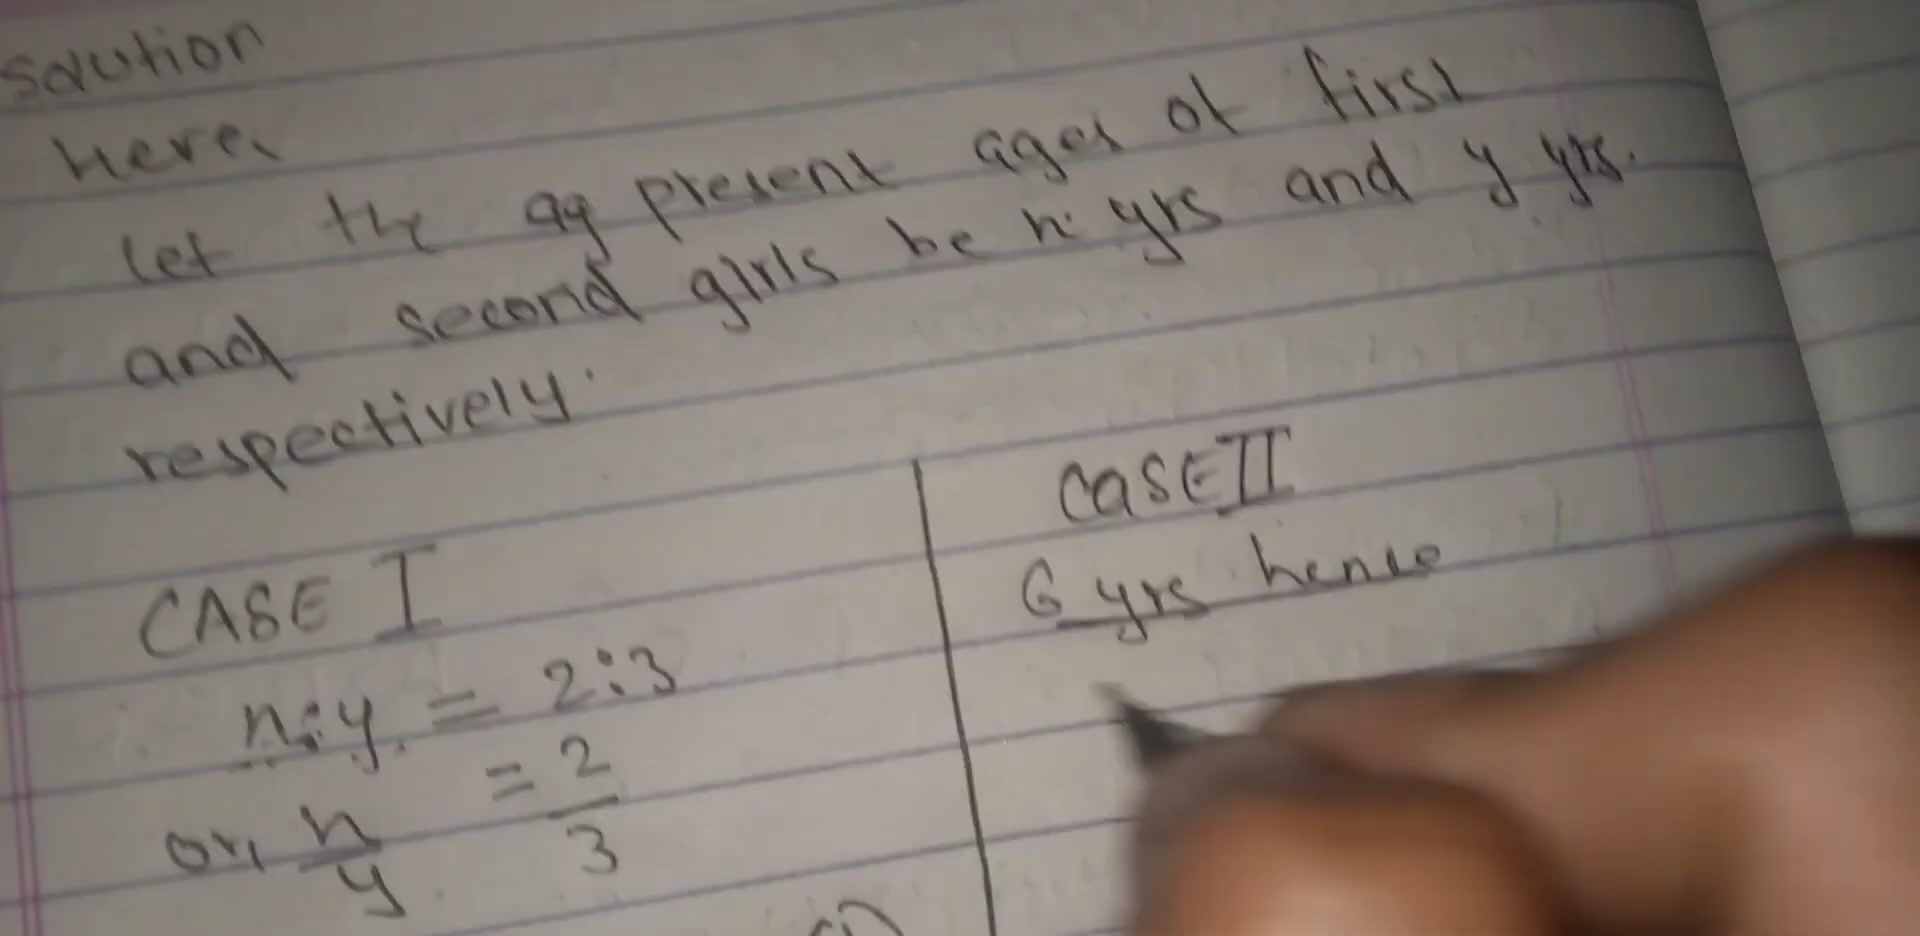 Solution
here,
Let the ag present ages of first
and second girls be x yrs and y yrs.
respectively.
CASE I
x:y = 2:3
or, x/y = 2/3
CASE II
6 yrs hence